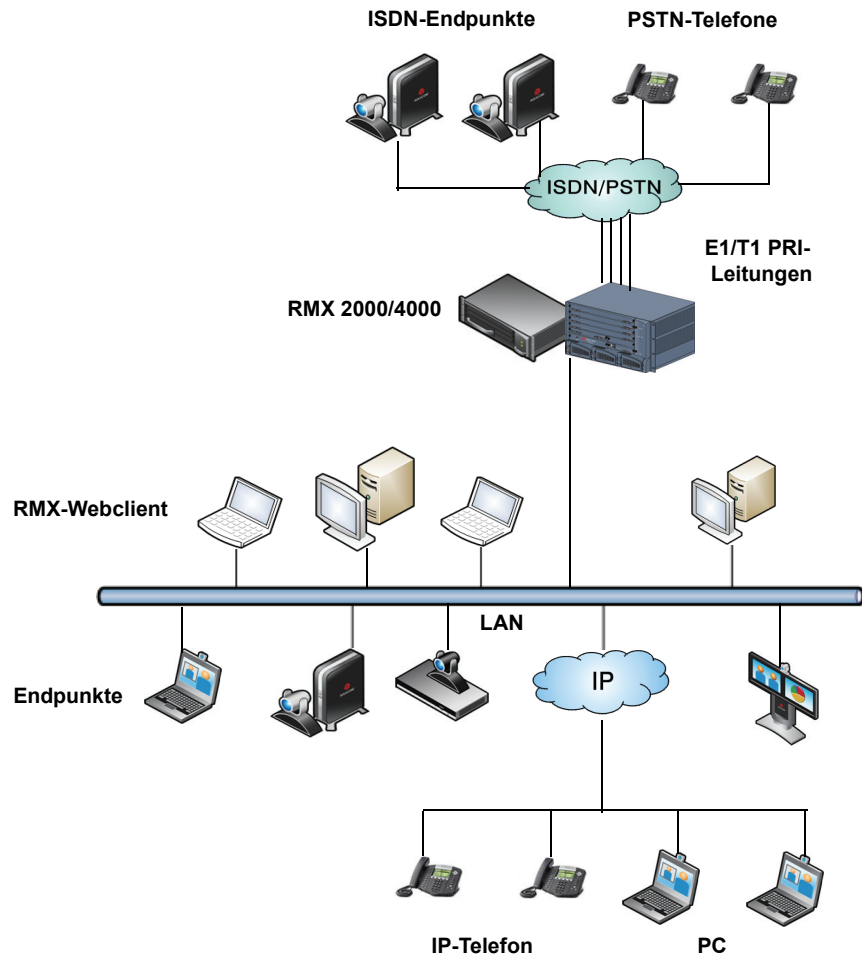 ISDN-Endpunkte
PSTN-Telefone
ISDN/PSTN
E1/T1 PRI-
Leitungen
RMX 2000/4000
RMX-Webclient
LAN
Endpunkte
IP
IP-Telefon
PC